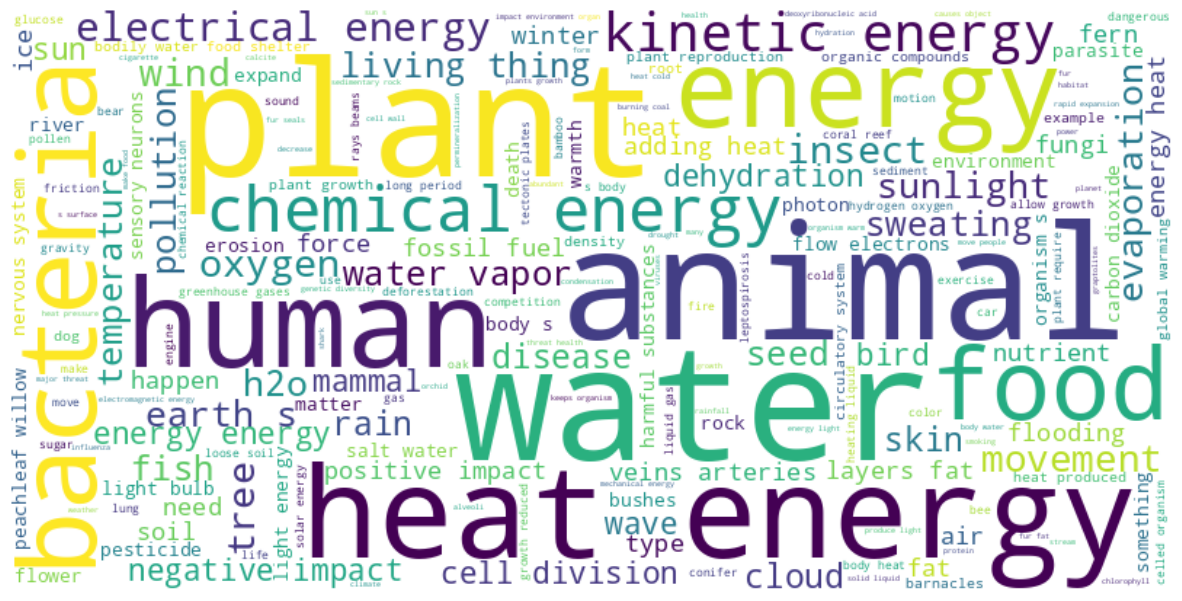 electrical energy
winter
kinetic energy
fern
parasite
dangerous
glucose
ice
sun
bodily water food shelter
cigarette
calcite
sedimentary rock
wind
expand
living thing
plant reproduction
organic compounds
deoxyribonucleic acid
impact environment
organ
sun s
health
hydration
form
causes object
root
heat cold
plants growth
burning coal
motion
fur
habitat
rapid expansion
power
example
bear
river
pollen
bacteria
sensory neurons
pollution
chemical reaction
make food
sound
fur seals
decrease
rays beams
cell wall
permineralization
plant
energy
heat
adding heat
insect
coral reef
environment
fungi
evaporation
energy heat
nervous system
friction
s surface
gravity
temperature
plant growth
long period
death
tectonic plates
abundant
bamboo
warmth
s body
dehydration
sediment
sunlight
planet
allow growth
carbon dioxide
global warming
chemical energy
photon
hydrogen oxygen
sweating
erosion
force
fossil fuel
density
drought
many
organism warm
flow electrons
move people
organism s
plant require
graptolites
oxygen
water vapor
use
genetic diversity
greenhouse gases
deforestation
condensation
competition
viruses
harmful substances
leptospirosis
cold
exercise
car
circulatory system
fire
heat pressure
dog
make
major threat
move
human
engine
shark
threat health
body s
animal
disease
seed
bird
nutrient
food
happen
h2o
mammal
oak
orchid
gas
matter
growth
keeps organism
electromagnetic energy
peachleaf willow
sugar
influenza
earth s
rain
water
liquid gas
rainfall
rock
energy light
heating liquid
color
skin
body water
smoking
flooding
movement
energy energy
loose soil
salt water
fish
tree
light energy
solar energy
positive impact
veins arteries
layers fat
heat produced
light bulb
lung
need
weather
soil
heat energy
mechanical energy
alveoli
growth reduced
bushes
wave
type
produce light
bee
air
fur fat
stream
something
celled organism
pesticide
life
flower
negative impact
climate
cell division
conifer
cloud
body heat
solid liquid
fat
protein
barnacles
chlorophyll